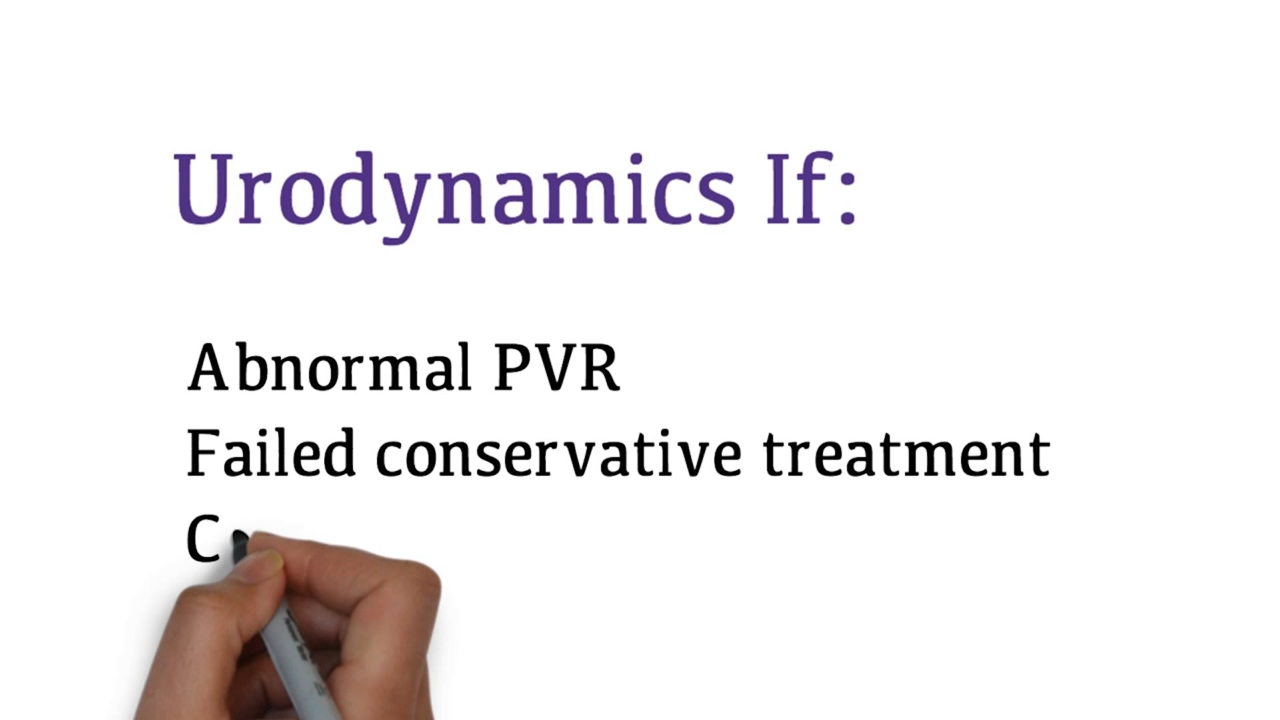 Urodynamics If:
Abnormal PVR
Failed conservative treatment
C